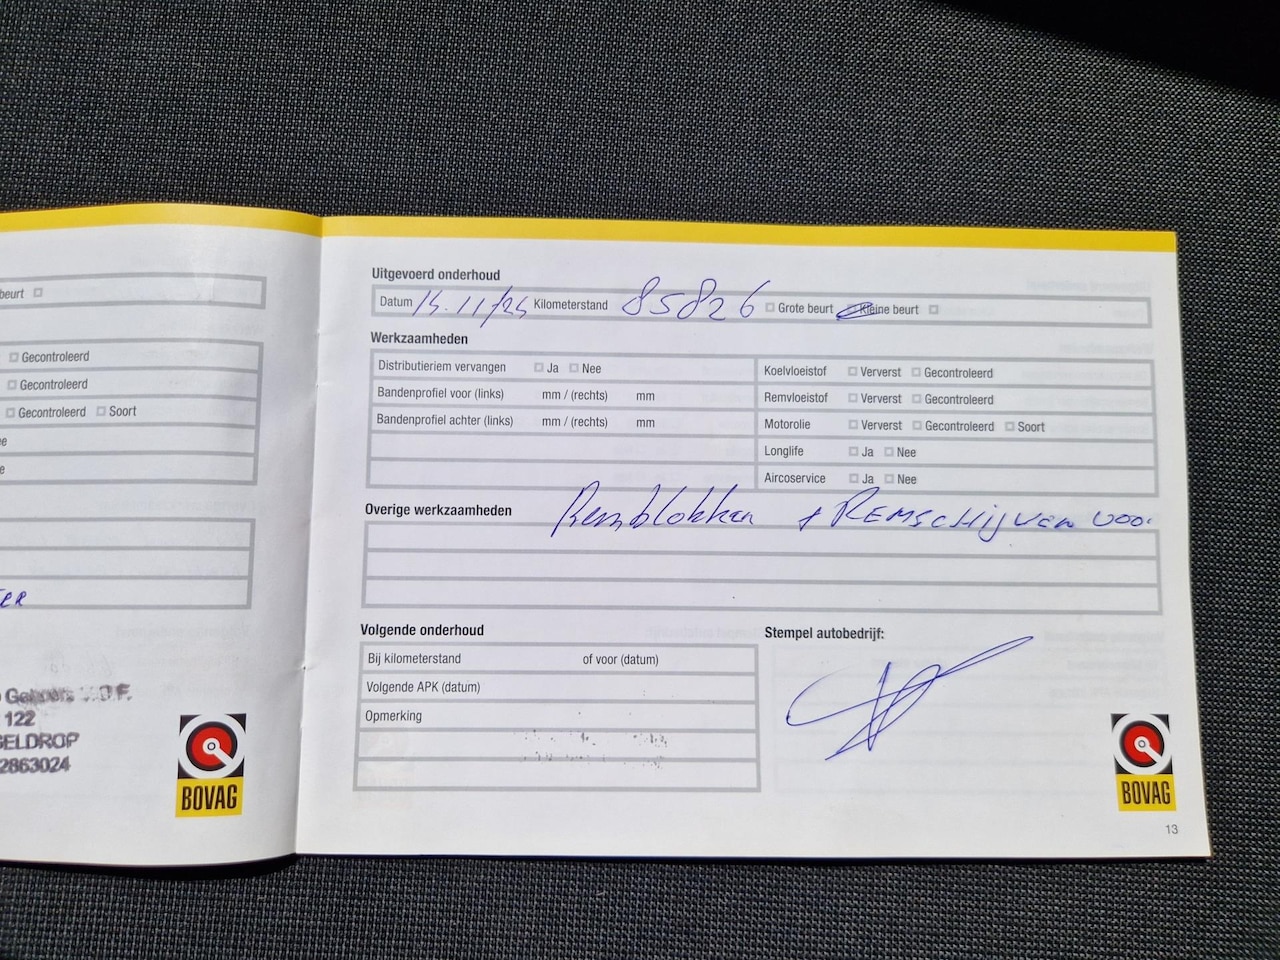 beurt
Gecontroleerd
Gecontroleerd
Gecontroleerd Soort
122
GELDROP
2863024
BOVAG
Uitgevoerd onderhoud
Datum Kilometerstand 85826 Grote beurt Kleine beurt
Werkzaamheden
Distributieriem vervangen Ja Nee
Bandenprofiel voor (links) mm / (rechts) mm
Bandenprofiel achter (links) mm / (rechts) mm
Koelvloeistof Ververst Gecontroleerd
Remvloeistof Ververst Gecontroleerd
Motorolie Ververst Gecontroleerd Soort
Longlife Ja Nee
Aircoservice Ja Nee
Overige werkzaamheden Remblokken + REMSCHIJVEN voor
Volgende onderhoud
Bij kilometerstand of voor (datum)
Volgende APK (datum)
Opmerking
Stempel autobedrijf:
BOVAG
13